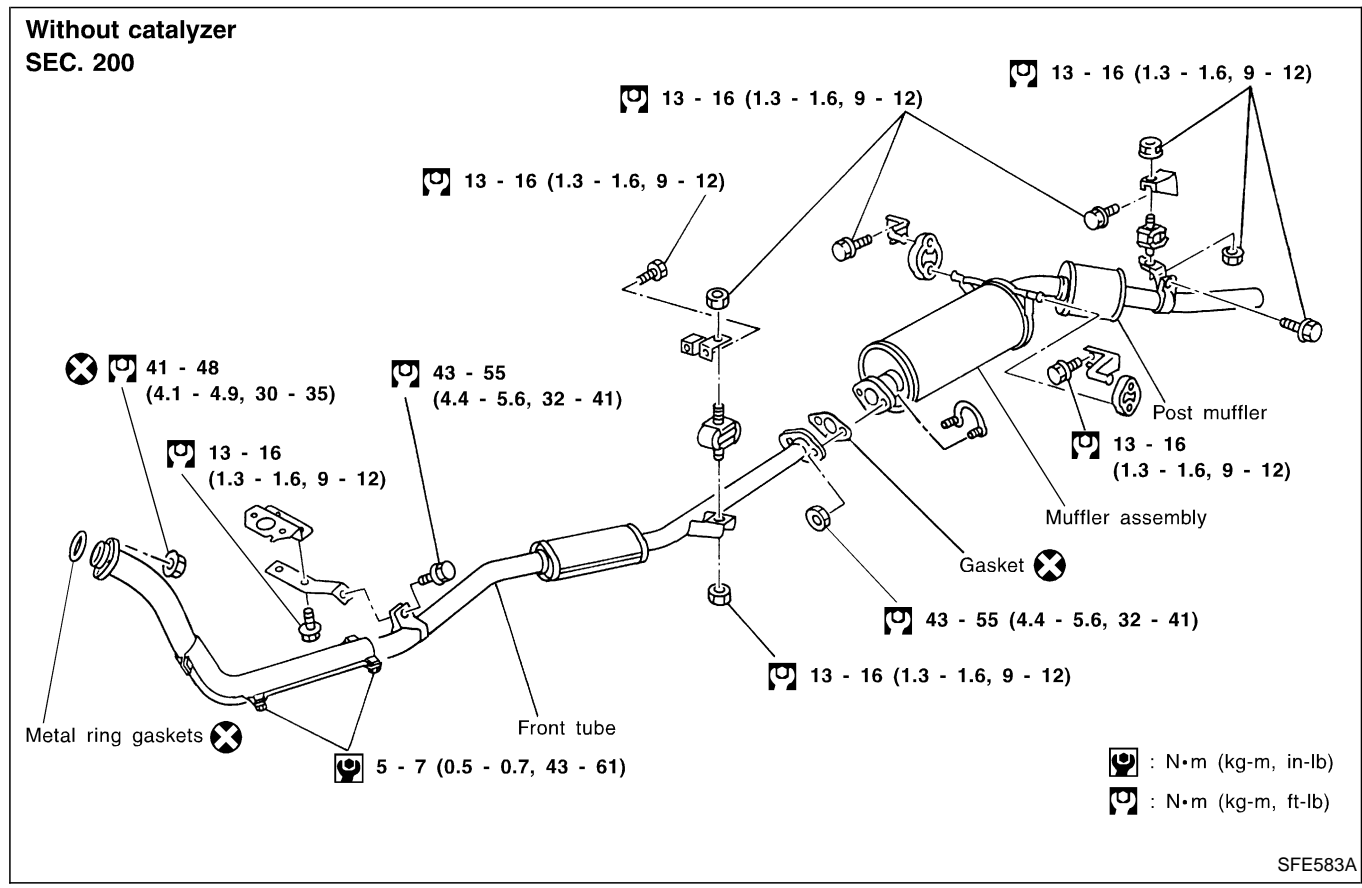 Without catalyzer
SEC. 200
13 - 16 (1.3 - 1.6, 9 - 12)
13 - 16 (1.3 - 1.6, 9 - 12)
13 - 16 (1.3 - 1.6, 9 - 12)
41 - 48
(4.1 - 4.9, 30 - 35)
43 - 55
(4.4 - 5.6, 32 - 41)
13 - 16
(1.3 - 1.6, 9 - 12)
Post muffler
13 - 16
(1.3 - 1.6, 9 - 12)
Muffler assembly
Gasket
43 - 55 (4.4 - 5.6, 32 - 41)
13 - 16 (1.3 - 1.6, 9 - 12)
Front tube
Metal ring gaskets
5 - 7 (0.5 - 0.7, 43 - 61)
: N•m (kg-m, in-lb)
: N•m (kg-m, ft-lb)
SFE583A